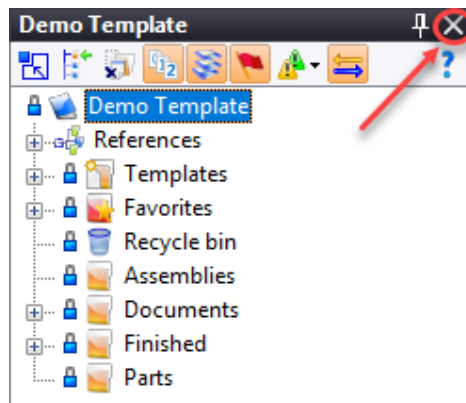 Demo Template
?
Demo Template
References
Templates
Favorites
Recycle bin
Assemblies
Documents
Finished
Parts